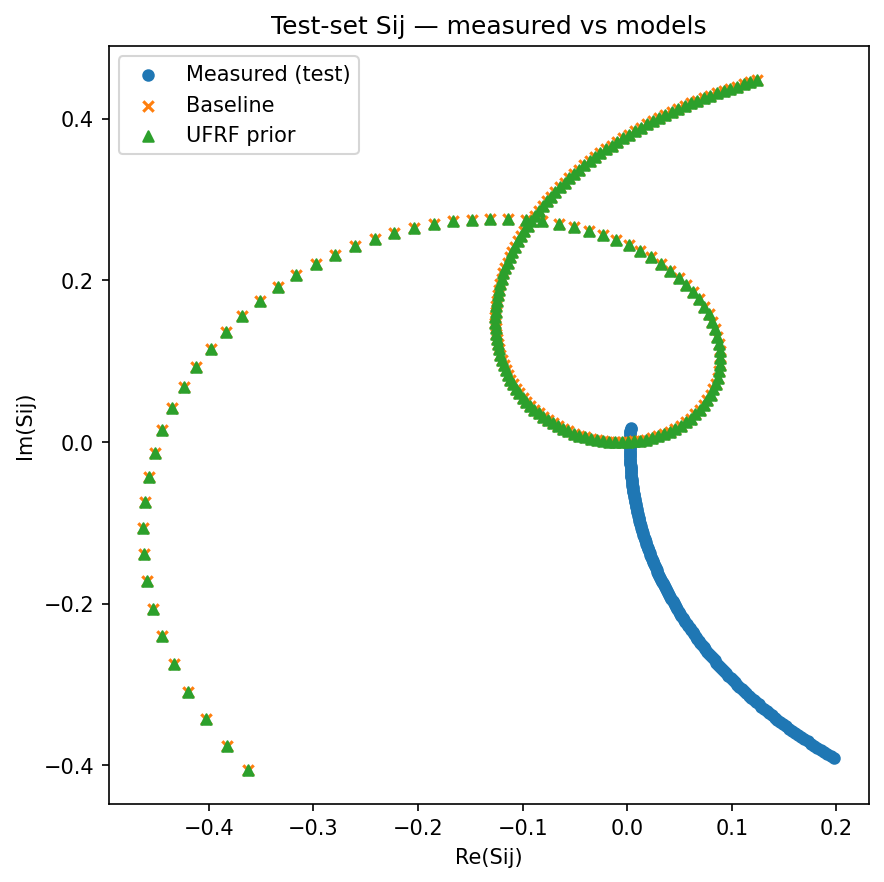 Test-set Sij — measured vs models
Measured (test)
Baseline
UFRF prior
Im(Sij)
0.4
0.2
0.0
−0.2
−0.4
−0.4
−0.3
−0.2
−0.1
0.0
0.1
0.2
Re(Sij)